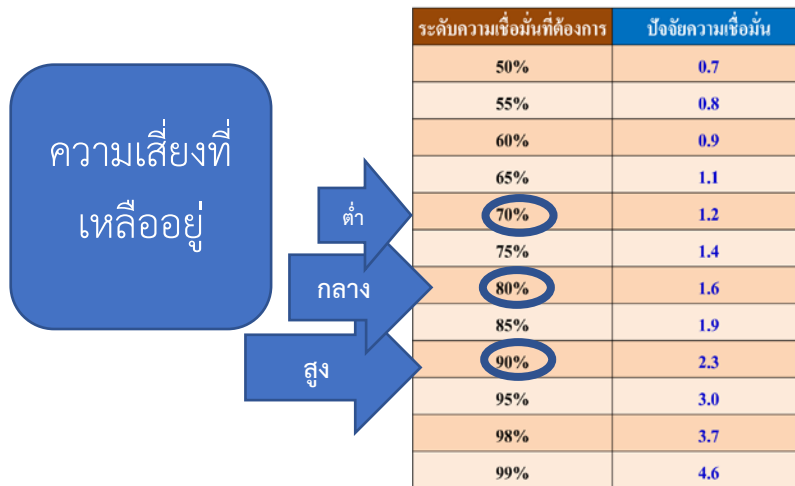 ความเสี่ยงที่
เหลืออยู่
ต่ำ
กลาง
สูง
ระดับความเชื่อมั่นที่ต้องการ ปัจจัยความเชื่อมั่น
50% 0.7
55% 0.8
60% 0.9
65% 1.1
70% 1.2
75% 1.4
80% 1.6
85% 1.9
90% 2.3
95% 3.0
98% 3.7
99% 4.6